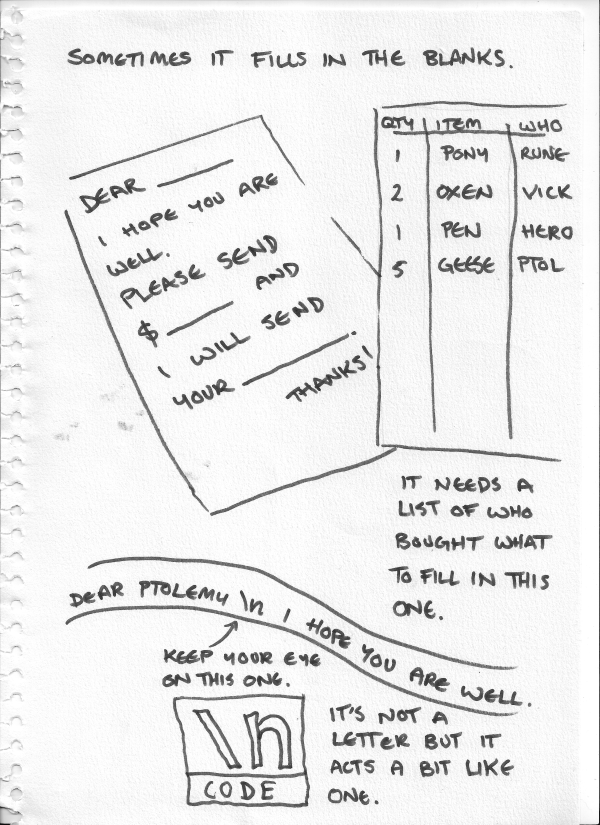 SOMETIMES IT FILLS IN THE BLANKS.
DEAR ______
I HOPE YOU ARE
WELL.
PLEASE SEND
$ ______ AND
I WILL SEND
YOUR ______.
THANKS!
QTY ITEM WHO
1 PONY RUNE
2 OXEN VICK
1 PEN HERO
5 GEESE PTOL
IT NEEDS A
LIST OF WHO
BOUGHT WHAT
TO FILL IN THIS
ONE.
DEAR PTOLEMY \n I HOPE YOU ARE WELL.
KEEP YOUR EYE
ON THIS ONE.
\n
CODE
IT'S NOT A
LETTER BUT IT
ACTS A BIT LIKE
ONE.